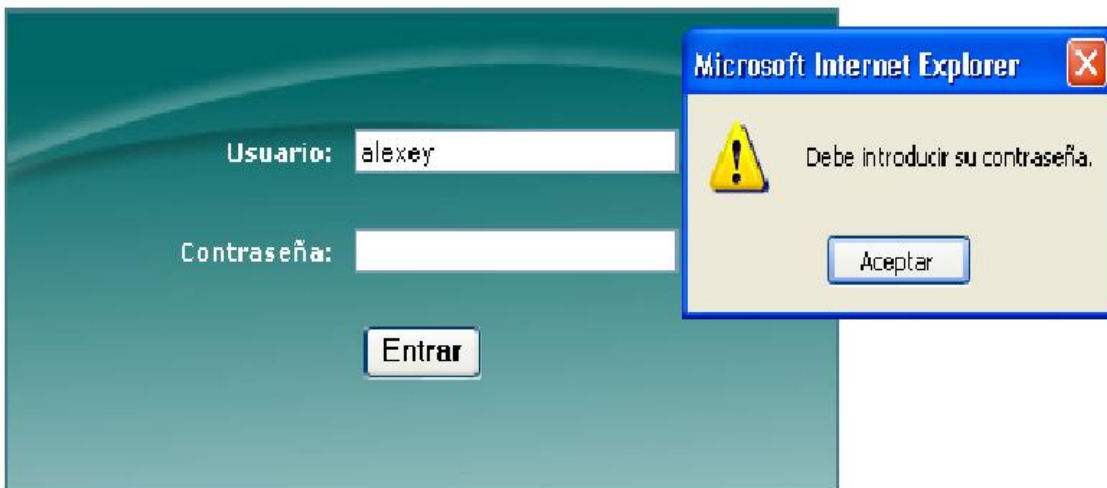 Microsoft Internet Explorer
Usuario: alexey
Debe introducir su contraseña.
Contraseña:
Aceptar
Entrar